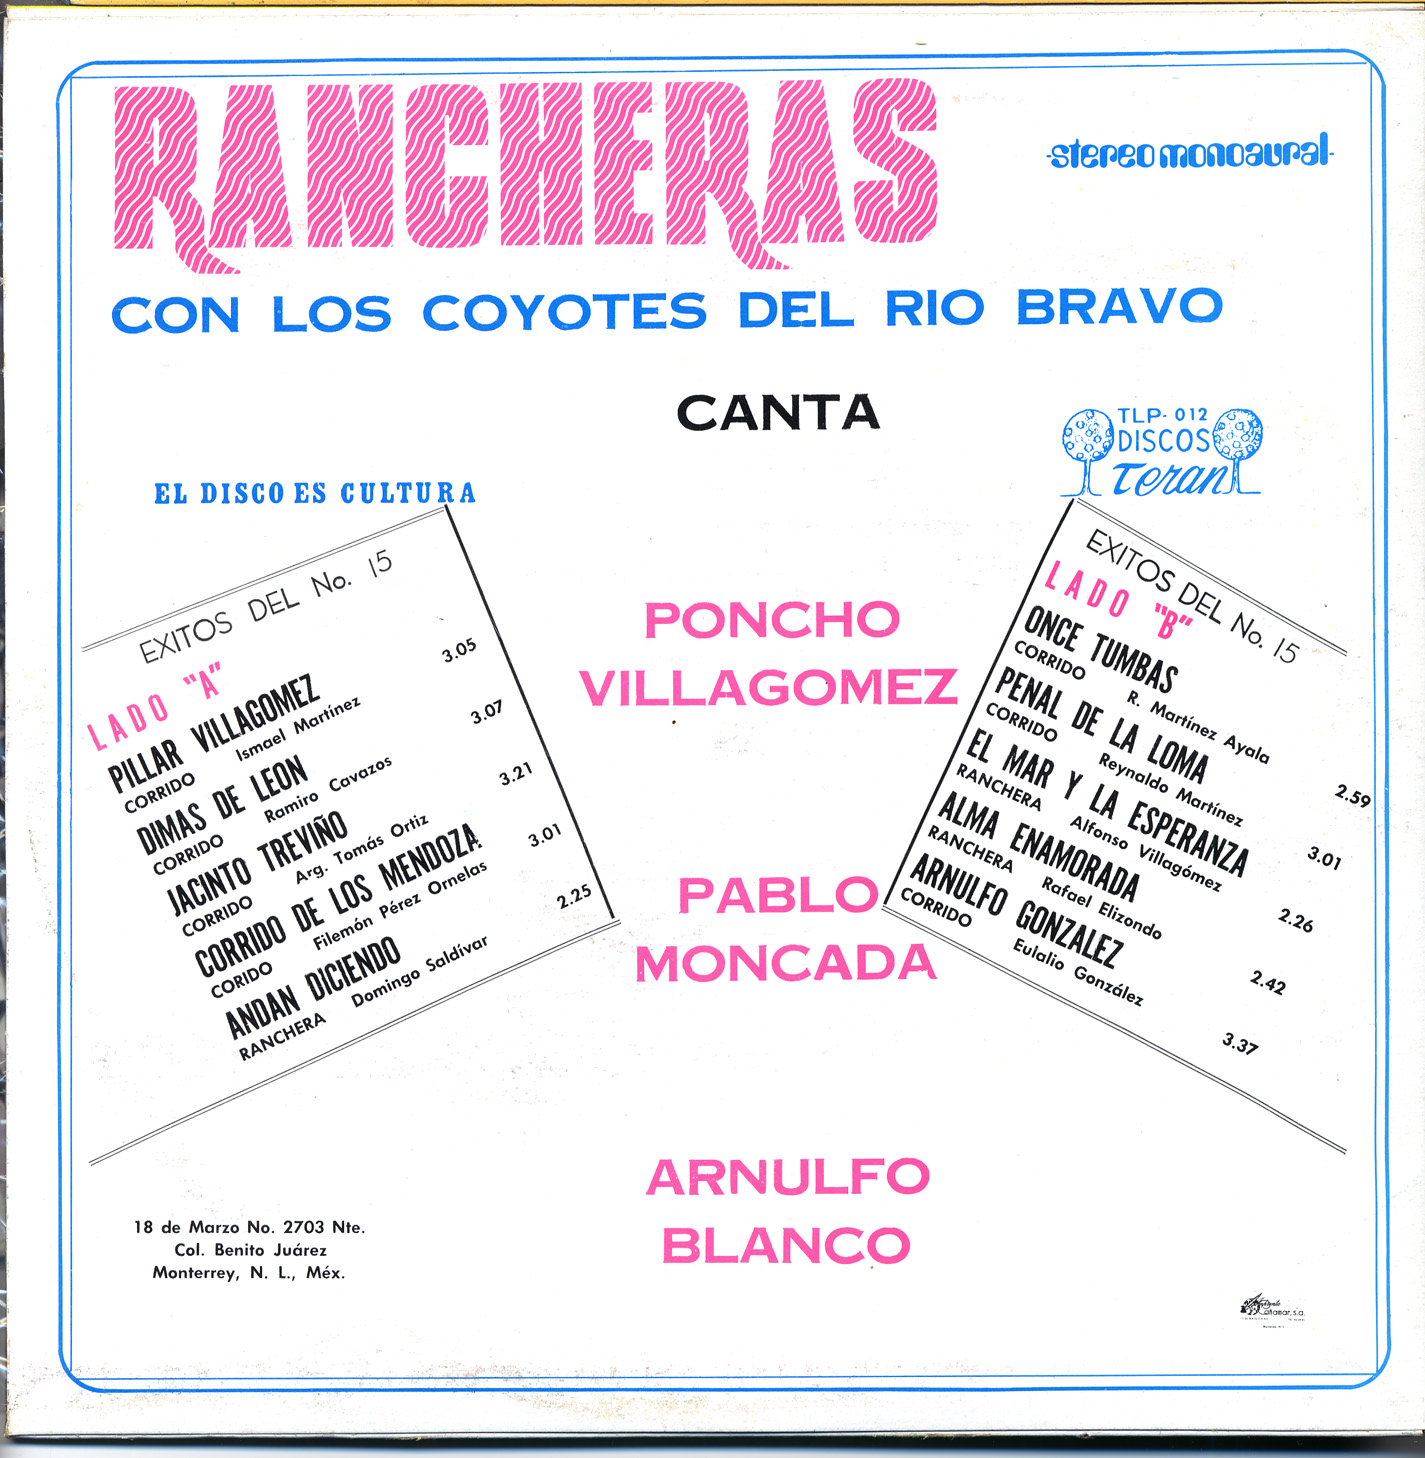 RANCHERAS
-stereo monoaural-
CON LOS COYOTES DEL RIO BRAVO
CANTA
TLP- 012
DISCOS
Teran
EL DISCO ES CULTURA
EXITOS DEL No. 15
LADO "A"
PILLAR VILLAGOMEZ 3.05
CORRIDO Ismael Martínez
DIMAS DE LEON 3.07
CORRIDO Ramiro Cavazos
JACINTO TREVIÑO 3.21
CORRIDO Arg. Tomás Ortiz
CORRIDO DE LOS MENDOZA 3.01
CORIDO Filemón Pérez Ornelas
ANDAN DICIENDO 2.25
RANCHERA Domingo Saldívar
PONCHO
VILLAGOMEZ
PABLO
MONCADA
ARNULFO
BLANCO
EXITOS DEL No. 15
LADO "B"
ONCE TUMBAS 2.59
CORRIDO R. Martínez Ayala
PENAL DE LA LOMA 3.01
CORRIDO Reynaldo Martínez
EL MAR Y LA ESPERANZA 2.26
RANCHERA Alfonso Villagómez
ALMA ENAMORADA 2.42
RANCHERA Rafael Elizondo
ARNULFO GONZALEZ 3.37
CORRIDO Eulalio González
18 de Marzo No. 2703 Nte.
Col. Benito Juárez
Monterrey, N. L., Méx.